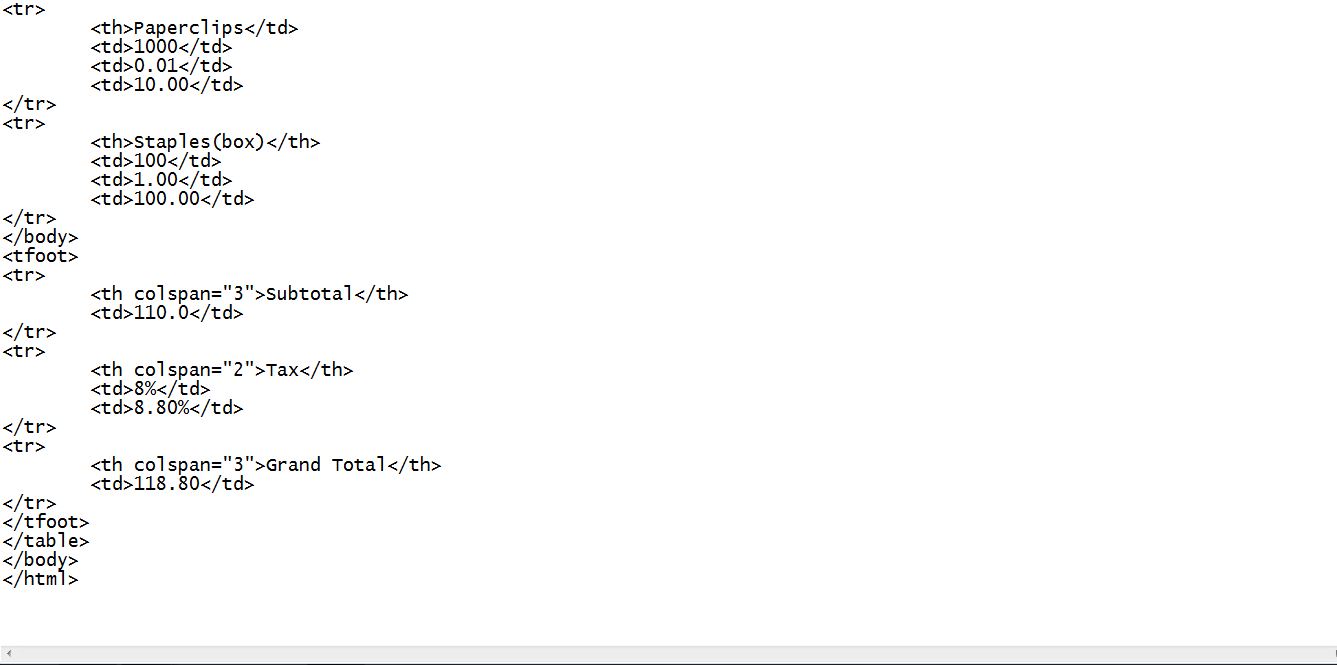 <tr>
<th>Paperclips</td>
<td>1000</td>
<td>0.01</td>
<td>10.00</td>
</tr>
<tr>
<th>Staples(box)</th>
<td>100</td>
<td>1.00</td>
<td>100.00</td>
</tr>
</body>
<tfoot>
<tr>
<th colspan="3">Subtotal</th>
<td>110.0</td>
</tr>
<tr>
<th colspan="2">Tax</th>
<td>8%</td>
<td>8.80%</td>
</tr>
<tr>
<th colspan="3">Grand Total</th>
<td>118.80</td>
</tr>
</tfoot>
</table>
</body>
</html>